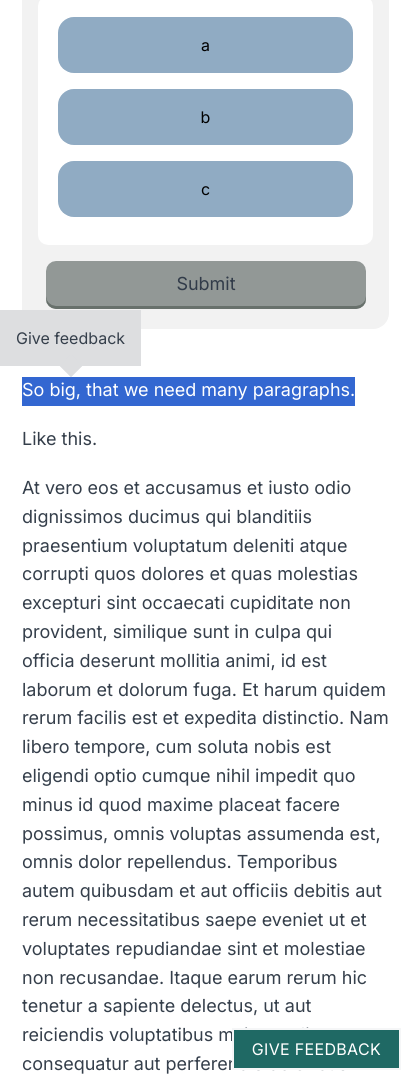 a
b
c
Submit
Give feedback
So big, that we need many paragraphs.
Like this.
At vero eos et accusamus et iusto odio
dignissimos ducimus qui blanditiis
praesentium voluptatum deleniti atque
corrupti quos dolores et quas molestias
excepturi sint occaecati cupiditate non
provident, similique sunt in culpa qui
officia deserunt mollitia animi, id est
laborum et dolorum fuga. Et harum quidem
rerum facilis est et expedita distinctio. Nam
libero tempore, cum soluta nobis est
eligendi optio cumque nihil impedit quo
minus id quod maxime placeat facere
possimus, omnis voluptas assumenda est,
omnis dolor repellendus. Temporibus
autem quibusdam et aut officiis debitis aut
rerum necessitatibus saepe eveniet ut et
voluptates repudiandae sint et molestiae
non recusandae. Itaque earum rerum hic
tenetur a sapiente delectus, ut aut
reiciendis voluptatibus
consequatur aut
GIVE FEEDBACK